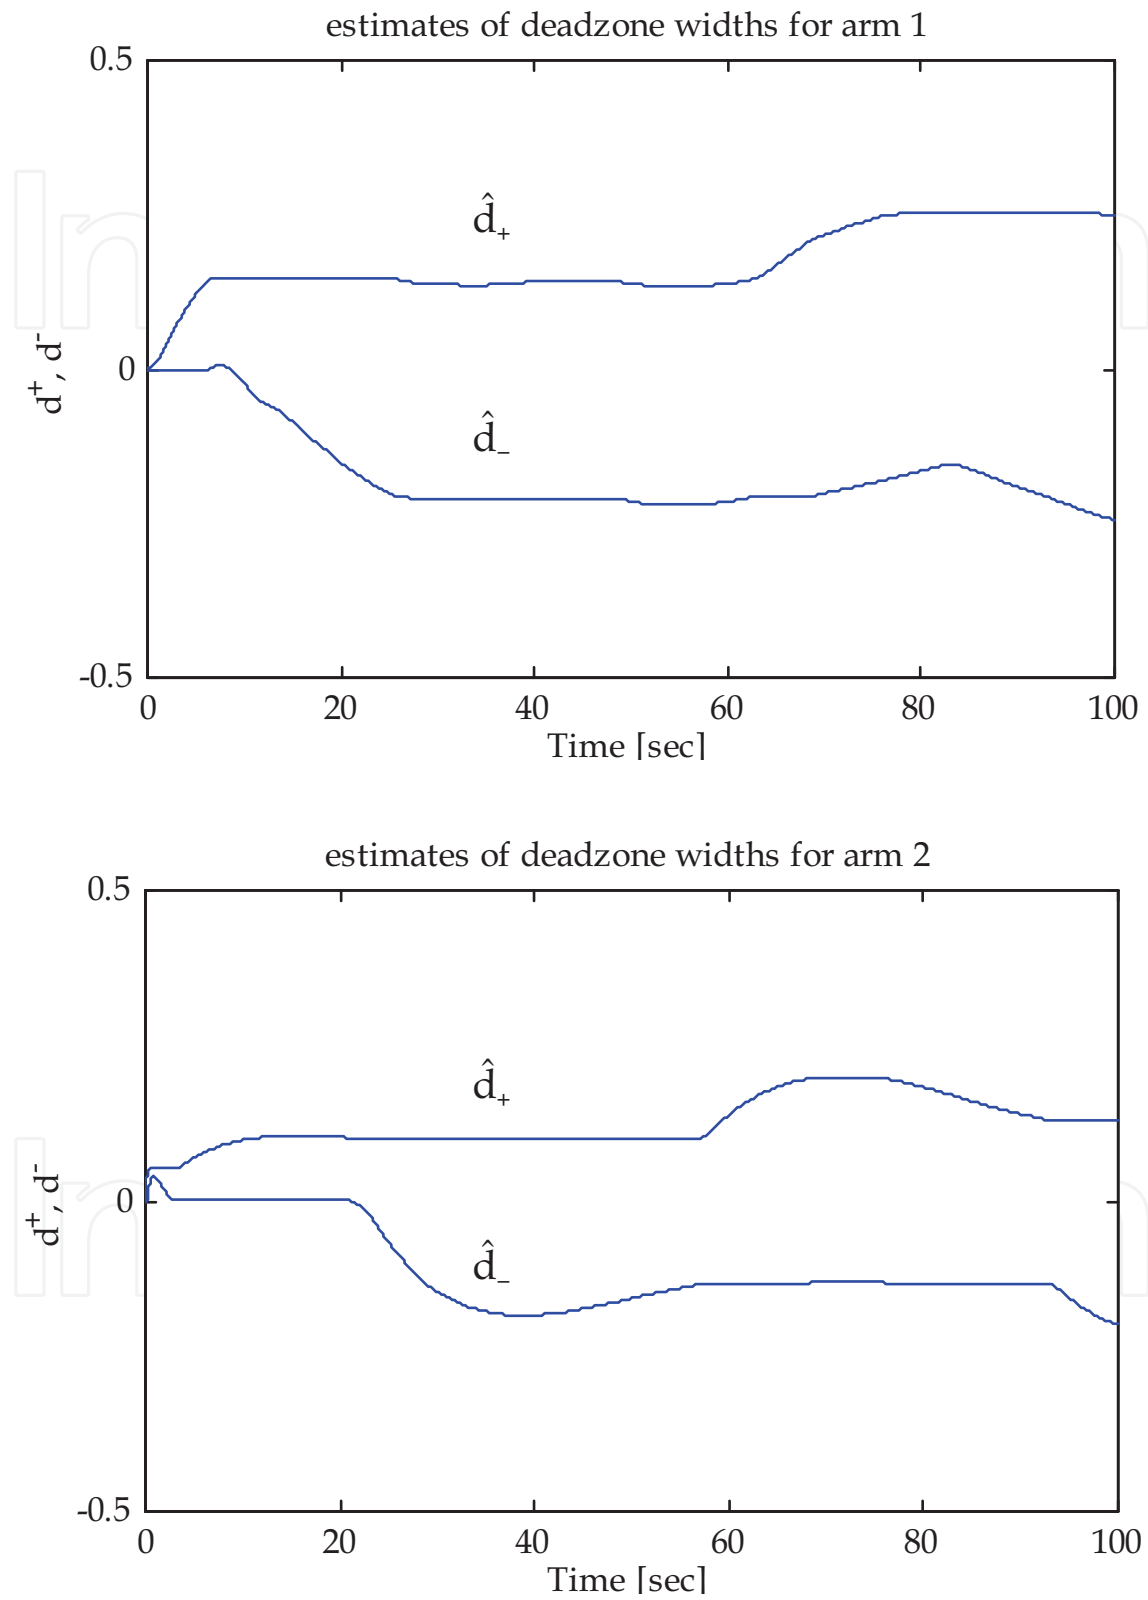 estimates of deadzone widths for arm 1
0.5
d̂₊
d⁺, d⁻
0
d̂₋
-0.5
0 20 40 60 80 100
Time [sec]
estimates of deadzone widths for arm 2
0.5
d̂₊
d⁺, d⁻
0
d̂₋
-0.5
0 20 40 60 80 100
Time [sec]